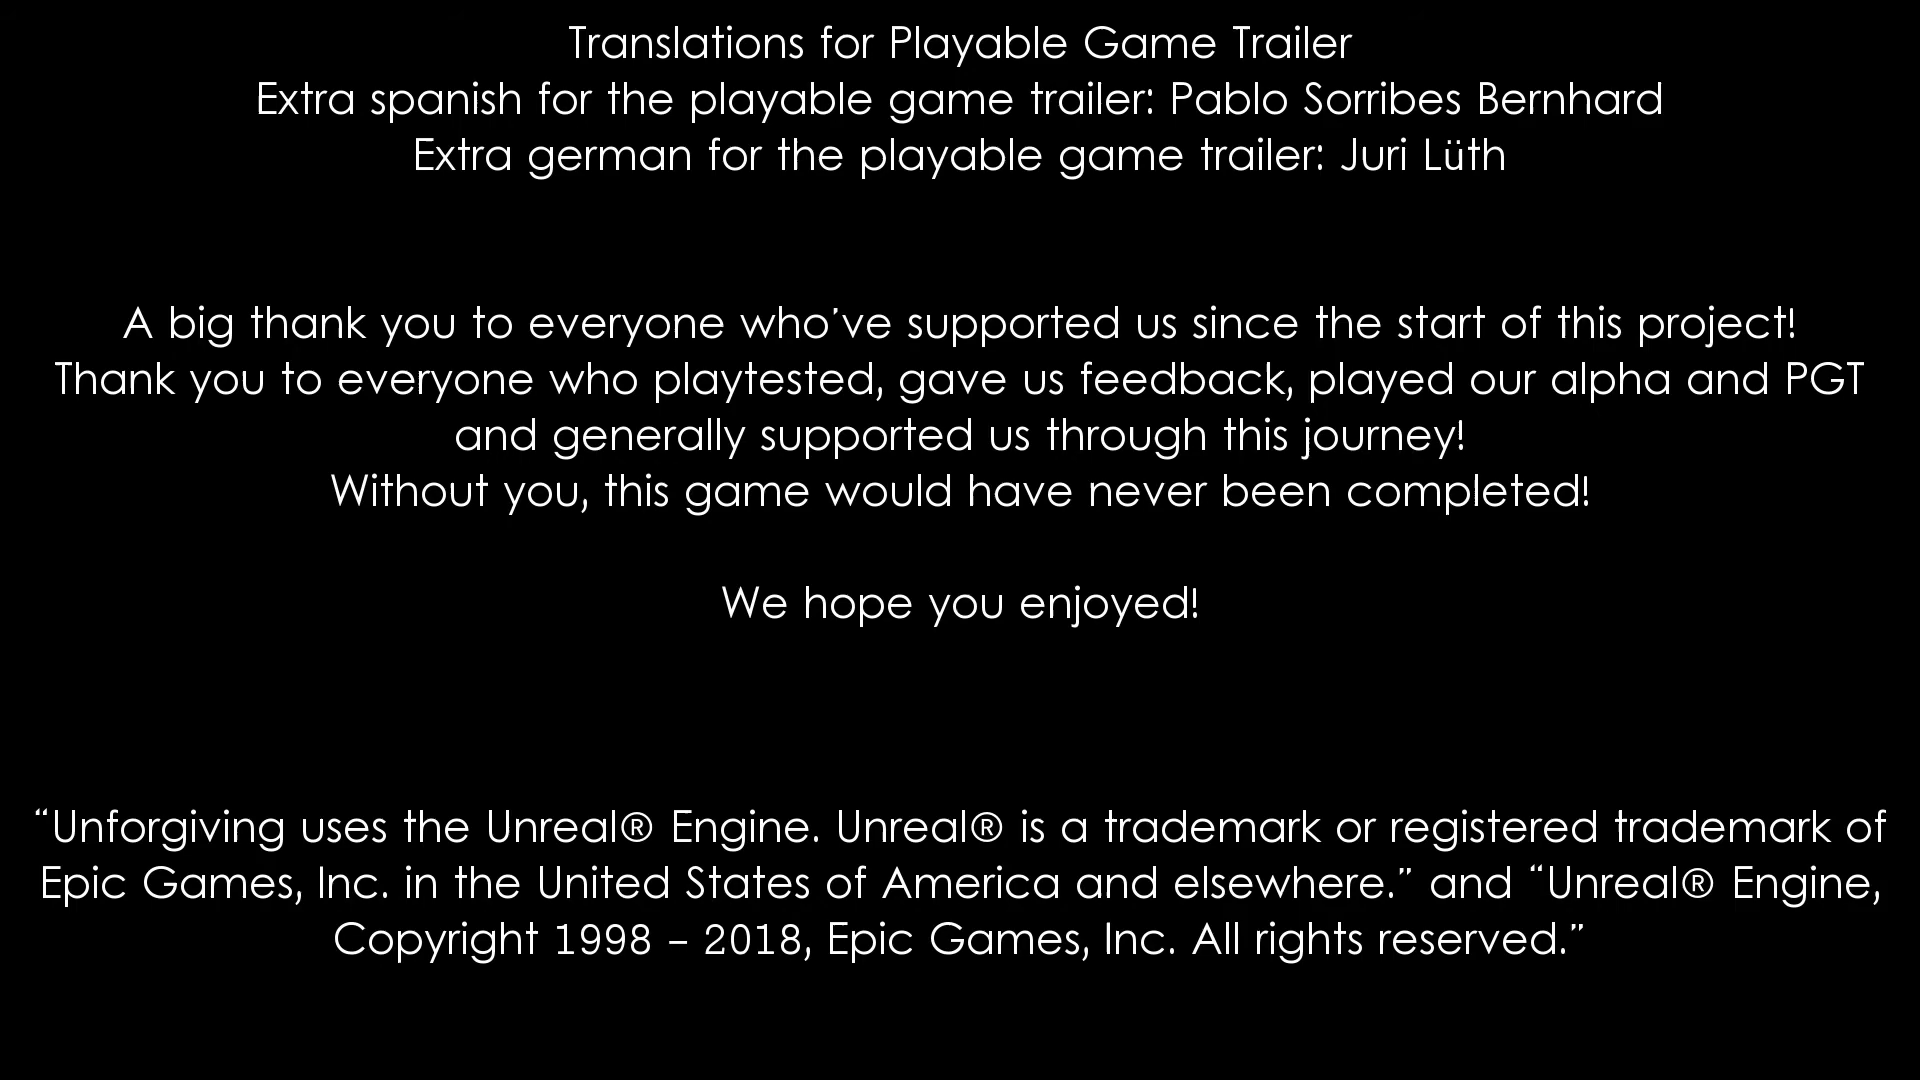 Translations for Playable Game Trailer
Extra spanish for the playable game trailer: Pablo Sorribes Bernhard
Extra german for the playable game trailer: Juri Lüth
A big thank you to everyone who’ve supported us since the start of this project!
Thank you to everyone who playtested, gave us feedback, played our alpha and PGT
and generally supported us through this journey!
Without you, this game would have never been completed!
We hope you enjoyed!
“Unforgiving uses the Unreal® Engine. Unreal® is a trademark or registered trademark of
Epic Games, Inc. in the United States of America and elsewhere.” and “Unreal® Engine,
Copyright 1998 – 2018, Epic Games, Inc. All rights reserved.”